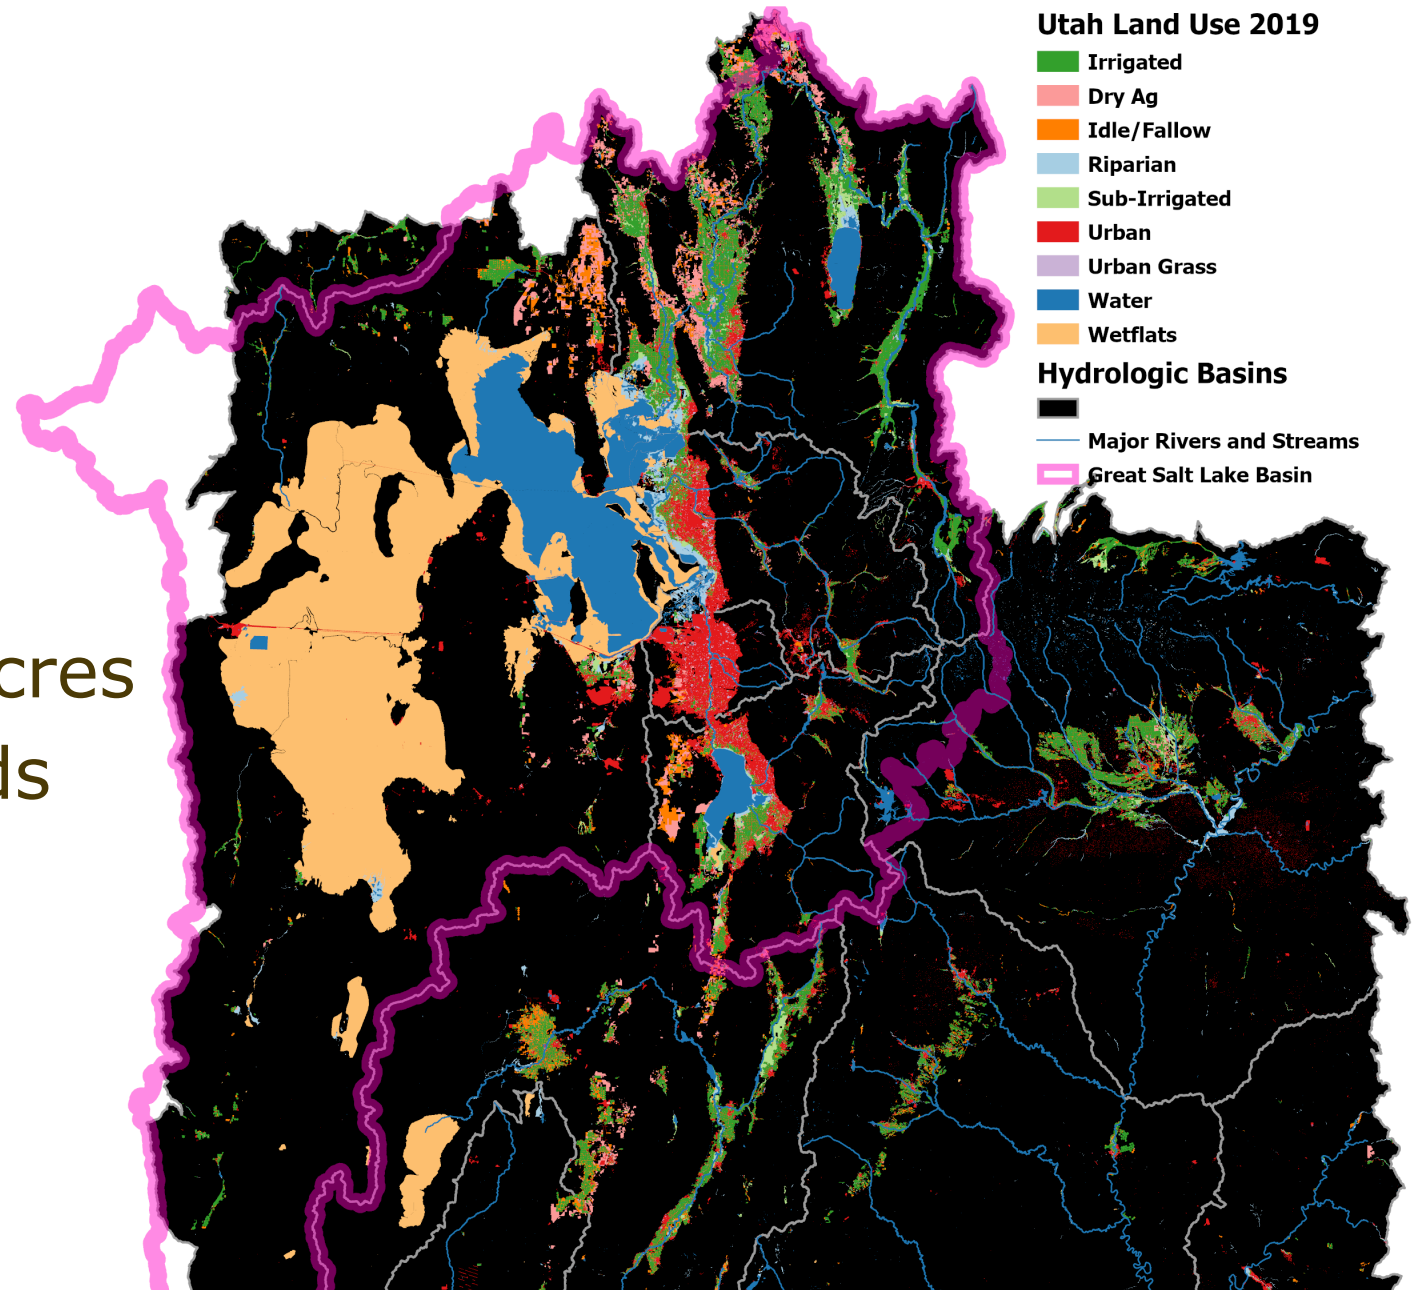 Utah Land Use 2019
Irrigated
Dry Ag
Idle/Fallow
Riparian
Sub-Irrigated
Urban
Urban Grass
Water
Wetflats
Hydrologic Basins
Major Rivers and Streams
Great Salt Lake Basin
cres
ds